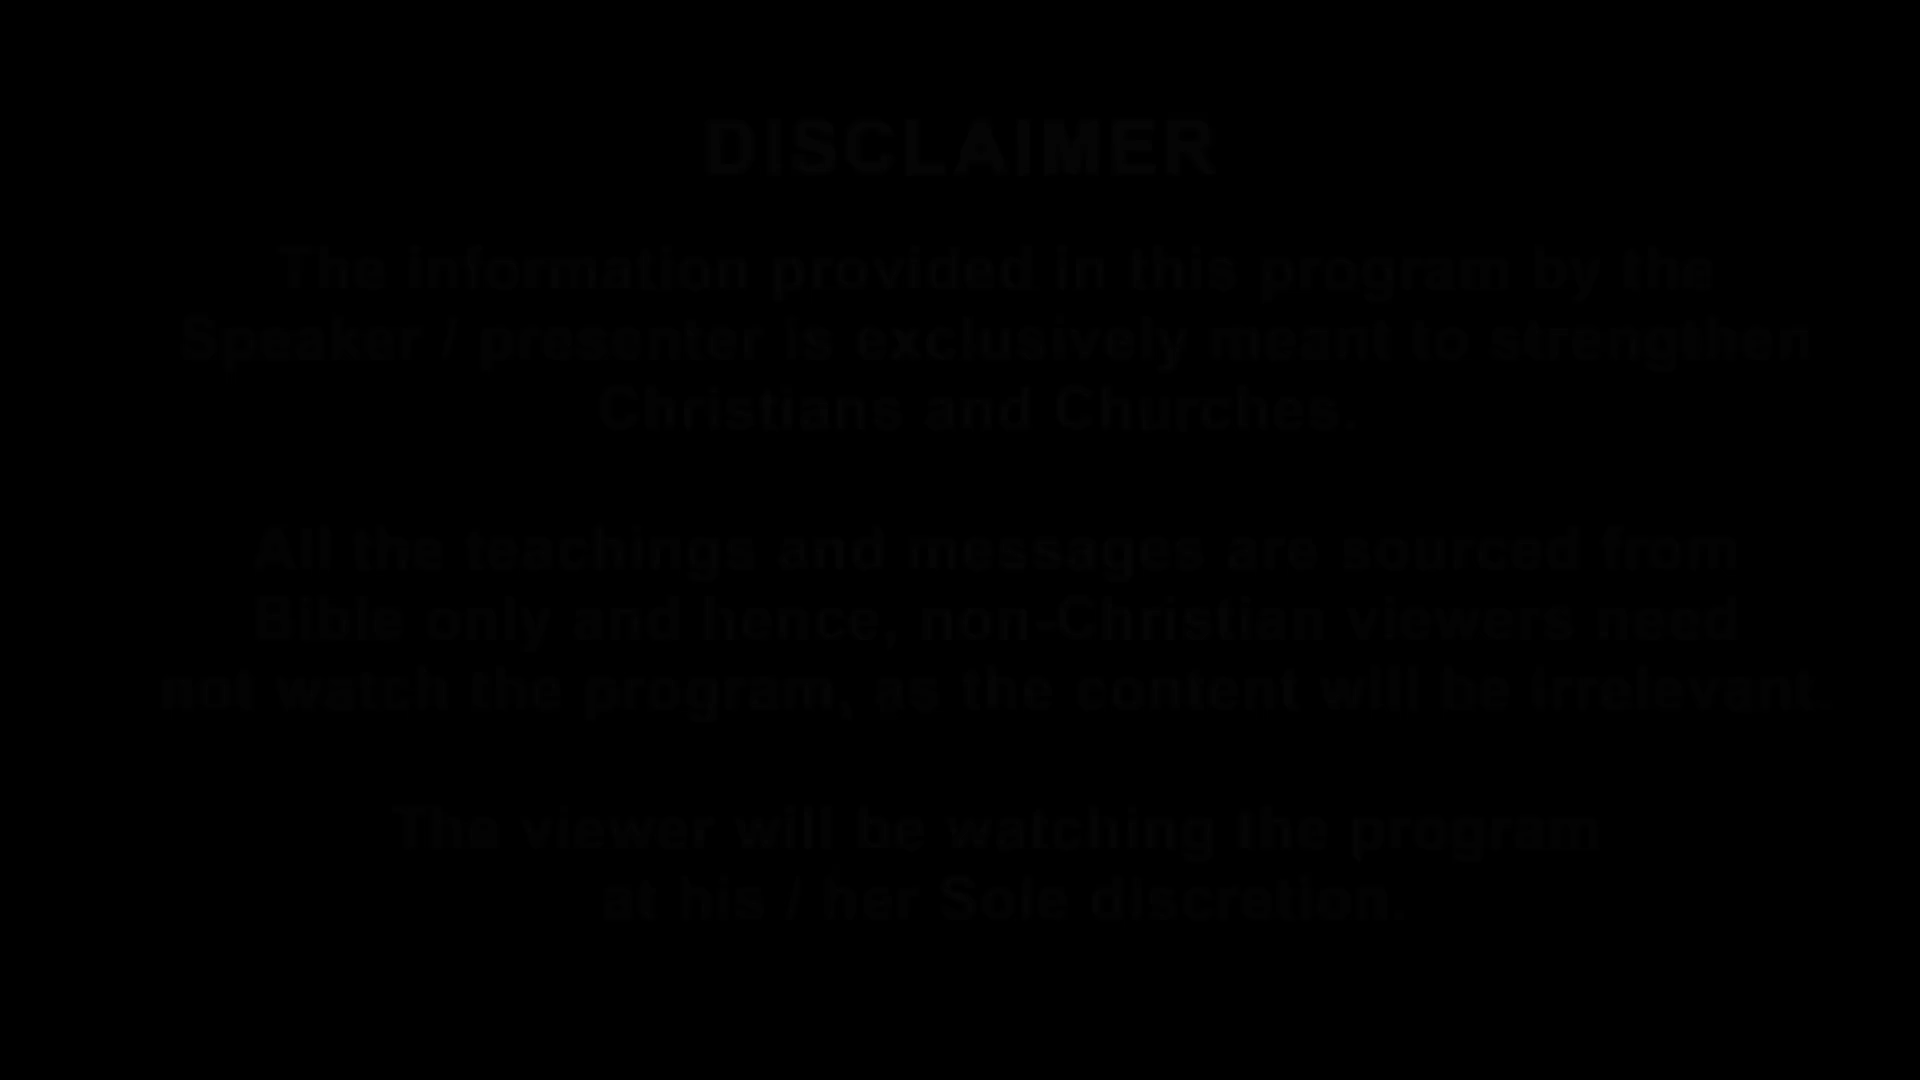 DISCLAIMER
The information provided in this program by the
Speaker / presenter is exclusively meant to strengthen
Christians and Churches.
All the teachings and messages are sourced from
Bible only and hence, non-Christian viewers need
not watch the program, as the content will be irrelevant.
The viewer will be watching the program
at his / her Sole discretion.